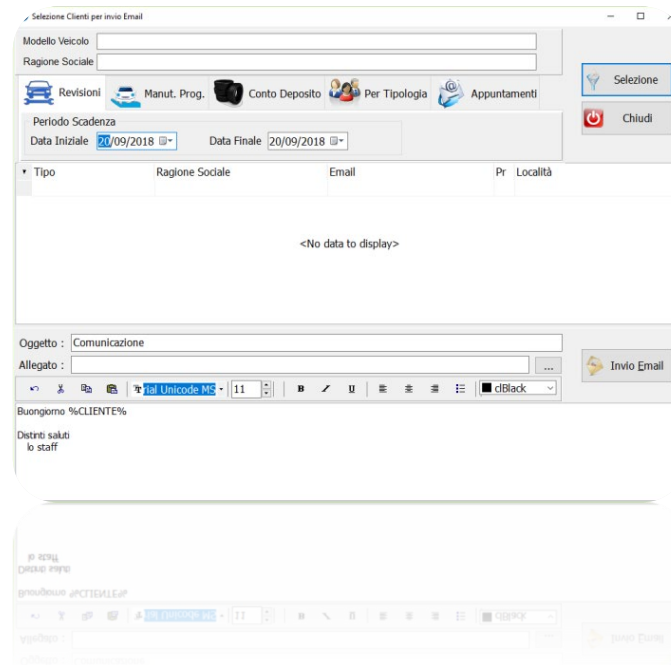 Selezione Clienti per invio Email
Modello Veicolo
Ragione Sociale
Selezione
Revisioni Manut. Prog. Conto Deposito Per Tipologia Appuntamenti
Chiudi
Periodo Scadenza
Data Iniziale 20/09/2018 Data Finale 20/09/2018
Tipo Ragione Sociale Email Pr Località
<No data to display>
Oggetto : Comunicazione
Allegato : ...
Invio Email
rial Unicode MS 11 B I U clBlack
Buongiorno %CLIENTE%
Distinti saluti
lo staff